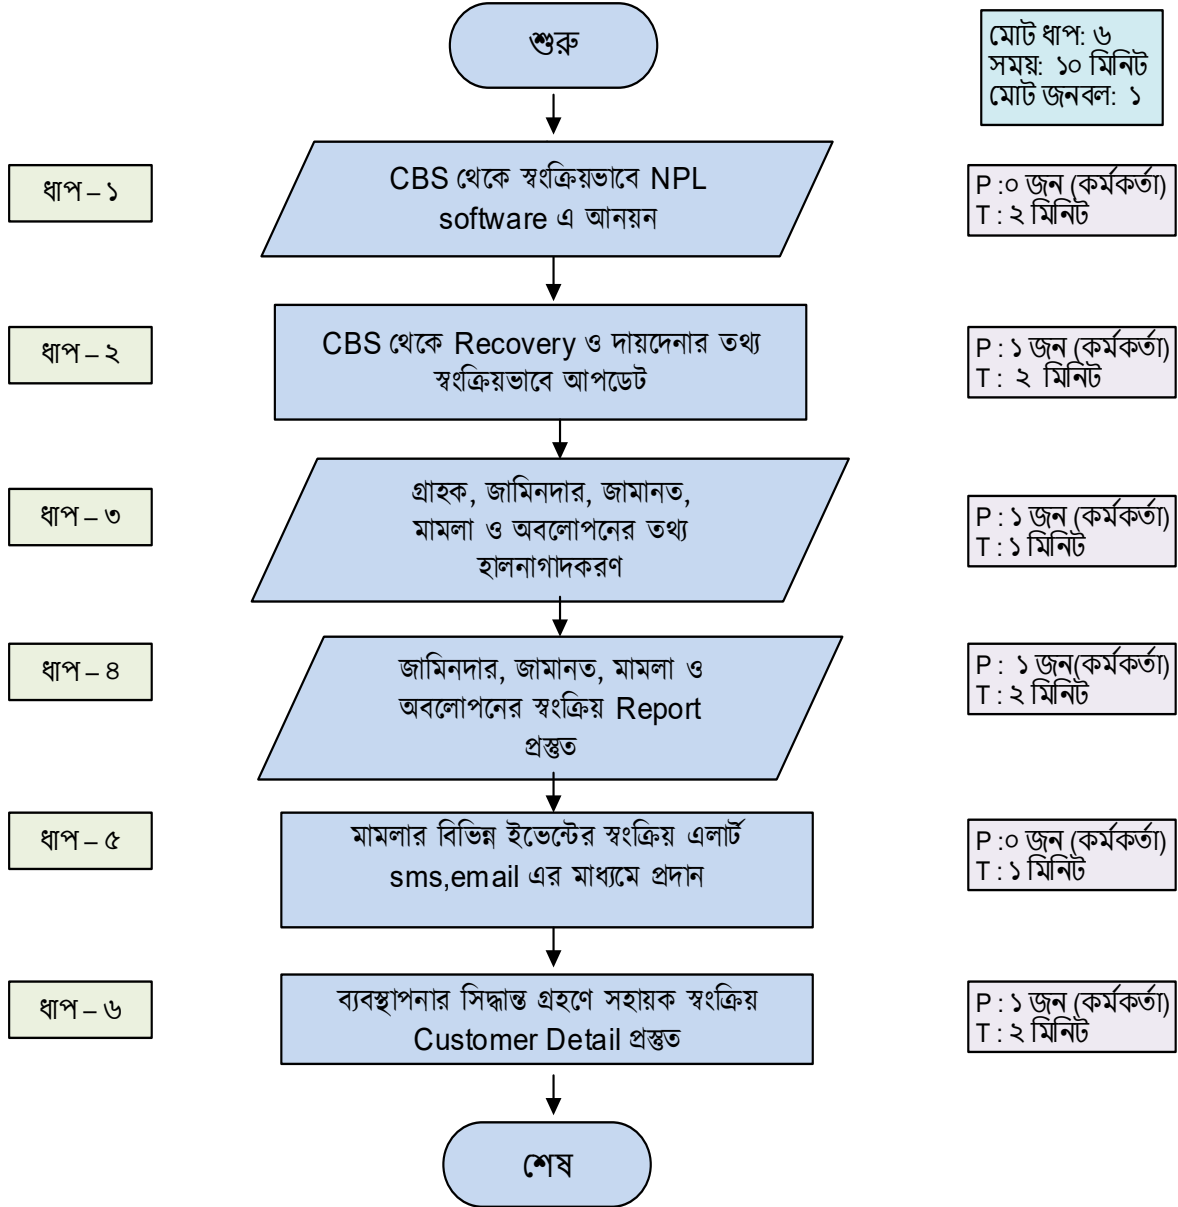 শুরু
মোট ধাপ: ৬
সময়: ১০ মিনিট
মোট জনবল: ১
ধাপ – ১
CBS থেকে স্বংক্রিয়ভাবে NPL
software এ আনয়ন
P :০ জন (কর্মকর্তা)
T : ২ মিনিট
ধাপ – ২
CBS থেকে Recovery ও দায়দেনার তথ্য
স্বংক্রিয়ভাবে আপডেট
P : ১ জন (কর্মকর্তা)
T : ২ মিনিট
ধাপ – ৩
গ্রাহক, জামিনদার, জামানত,
মামলা ও অবলোপনের তথ্য
হালনাগাদকরণ
P : ১ জন (কর্মকর্তা)
T : ১ মিনিট
ধাপ – ৪
জামিনদার, জামানত, মামলা ও
অবলোপনের স্বংক্রিয় Report
প্রস্তুত
P : ১ জন(কর্মকর্তা)
T : ২ মিনিট
ধাপ – ৫
মামলার বিভিন্ন ইভেন্টের স্বংক্রিয় এলার্ট
sms,email এর মাধ্যমে প্রদান
P :০ জন (কর্মকর্তা)
T : ১ মিনিট
ধাপ – ৬
ব্যবস্থাপনার সিদ্ধান্ত গ্রহণে সহায়ক স্বংক্রিয়
Customer Detail প্রস্তুত
P : ১ জন (কর্মকর্তা)
T : ২ মিনিট
শেষ